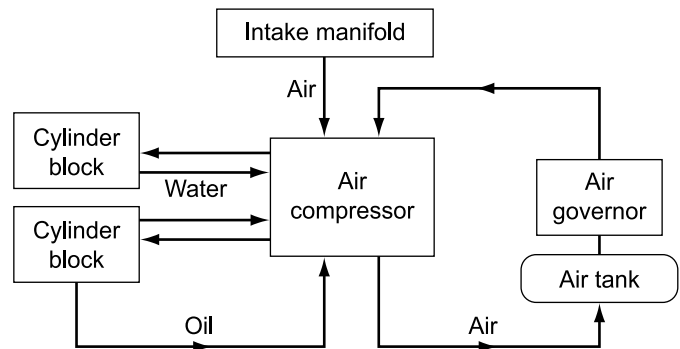 Intake manifold
Air
Cylinder
block
Water
Air
compressor
Air
governor
Cylinder
block
Air tank
Oil
Air